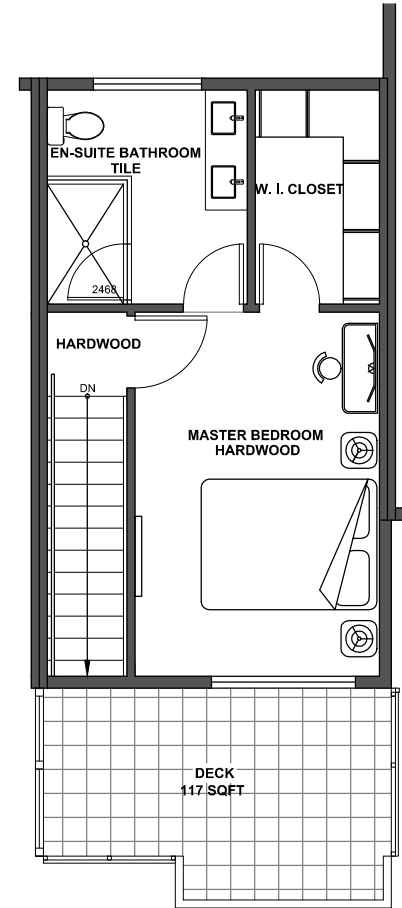 EN-SUITE BATHROOM
TILE
W. I. CLOSET
2468
HARDWOOD
DN
MASTER BEDROOM
HARDWOOD
DECK
117 SQFT